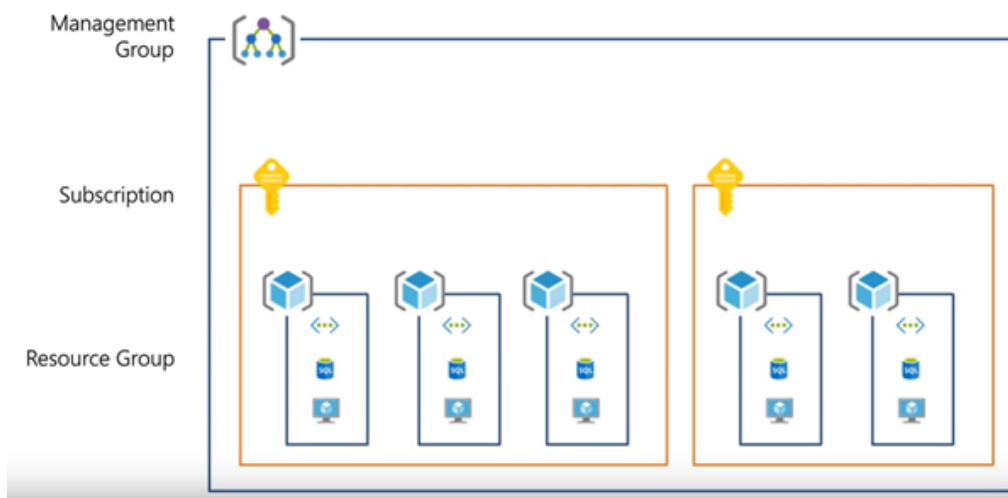 Management
Group
Subscription
Resource Group
SQL
SQL
SQL
SQL
SQL